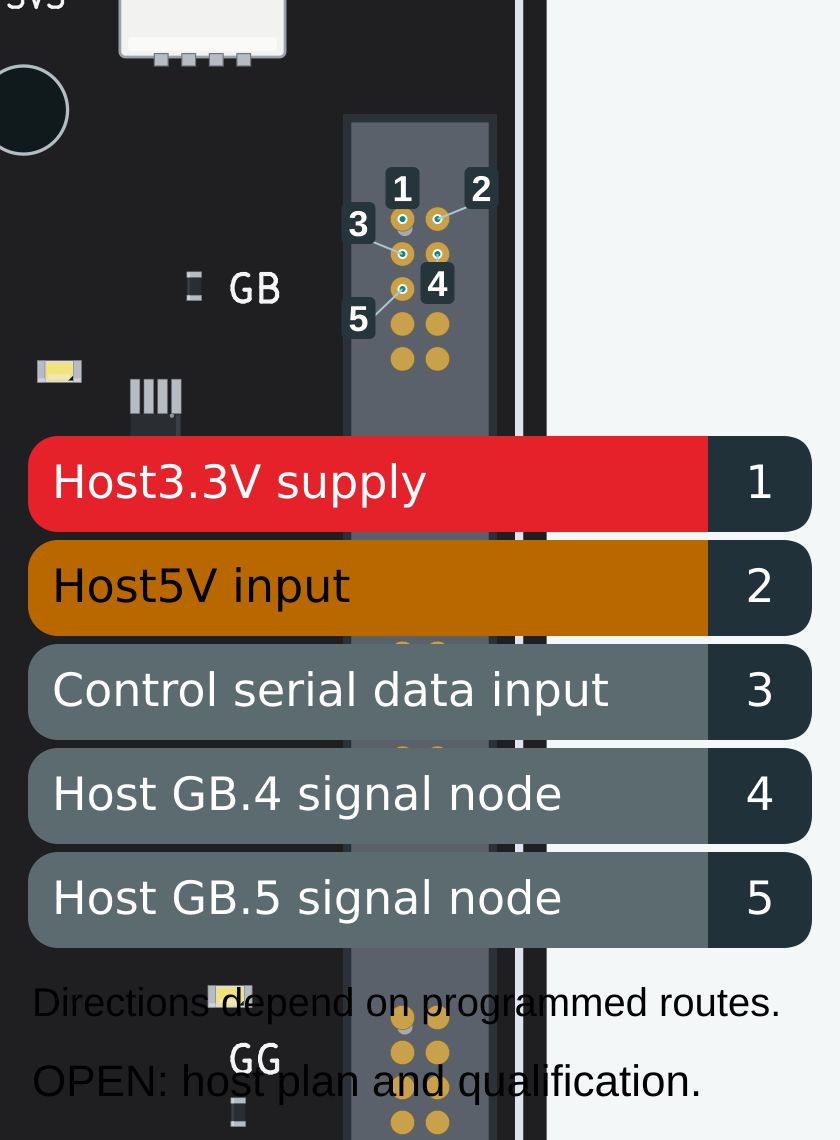 1
2
3
GB
4
5
Host3.3V supply 1
Host5V input 2
Control serial data input 3
Host GB.4 signal node 4
Host GB.5 signal node 5
Directions depend on programmed routes.
GG
OPEN: host plan and qualification.